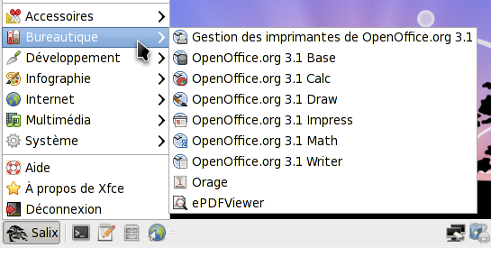 Accessoires
Bureautique
Développement
Infographie
Internet
Multimédia
Système
Aide
À propos de Xfce
Déconnexion
Gestion des imprimantes de OpenOffice.org 3.1
OpenOffice.org 3.1 Base
OpenOffice.org 3.1 Calc
OpenOffice.org 3.1 Draw
OpenOffice.org 3.1 Impress
OpenOffice.org 3.1 Math
OpenOffice.org 3.1 Writer
Orage
ePDFViewer
Salix